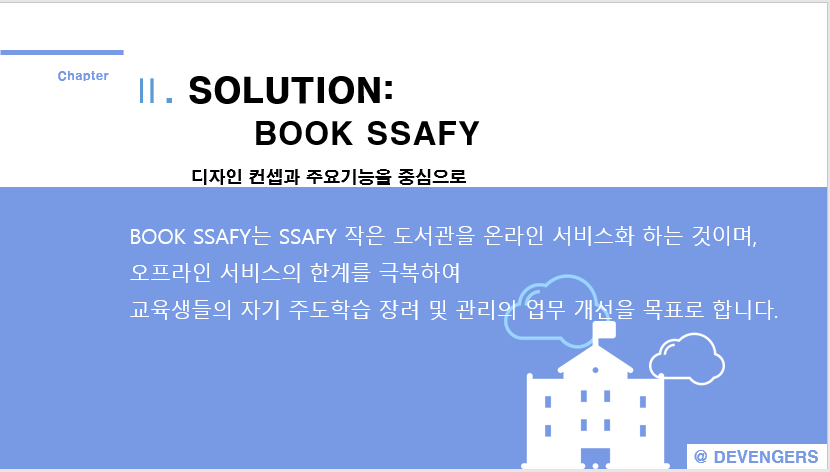 Chapter
Ⅱ. SOLUTION:
BOOK SSAFY
디자인 컨셉과 주요기능을 중심으로
BOOK SSAFY는 SSAFY 작은 도서관을 온라인 서비스화 하는 것이며,
오프라인 서비스의 한계를 극복하여
교육생들의 자기 주도학습 장려 및 관리의 업무 개선을 목표로 합니다.
@ DEVENGERS